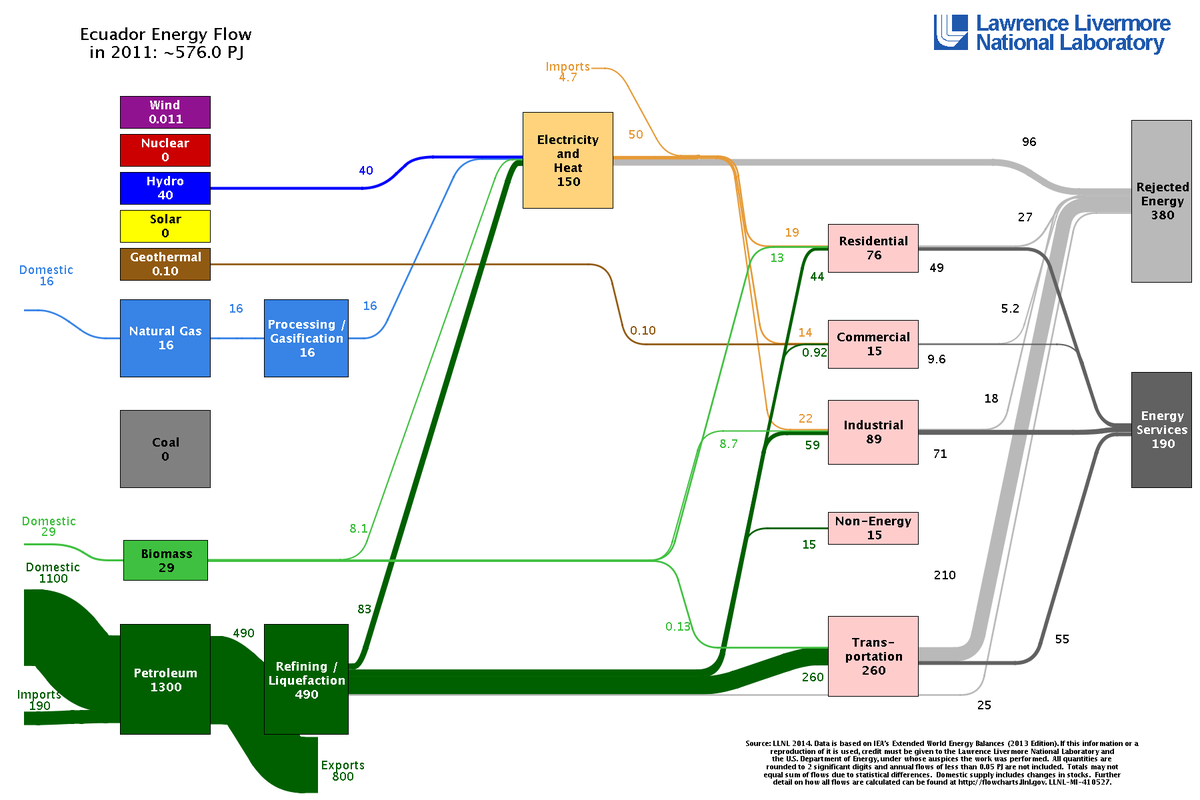 Ecuador Energy Flow
in 2011: ~576.0 PJ
Lawrence Livermore
National Laboratory
Imports
4.7
Wind
0.011
Nuclear
0
Hydro
40
Solar
0
Geothermal
0.10
Domestic
16
Natural Gas
16
16
Processing /
Gasification
16
16
40
Coal
0
Domestic
29
Biomass
29
8.1
Domestic
1100
Petroleum
1300
Imports
190
490
Refining /
Liquefaction
490
Exports
800
83
Electricity
and
Heat
150
50
96
19
13
44
Residential
76
27
49
0.10
14
0.92
Commercial
15
5.2
9.6
22
8.7
59
Industrial
89
18
71
Non-Energy
15
15
0.13
260
Trans-
portation
260
210
55
25
Rejected
Energy
380
Energy
Services
190
Source: LLNL 2014. Data is based on IEA's Extended World Energy Balances (2013 Edition). If this information or a
reproduction of it is used, credit must be given to the Lawrence Livermore National Laboratory and
the U.S. Department of Energy, under whose auspices the work was performed. All quantities are
rounded to 2 significant digits and annual flows of less than 0.05 PJ are not included. Totals may not
equal sum of flows due to statistical differences. Domestic supply includes changes in stocks. Further
detail on how all flows are calculated can be found at http://flowcharts.llnl.gov. LLNL-MI-410527.